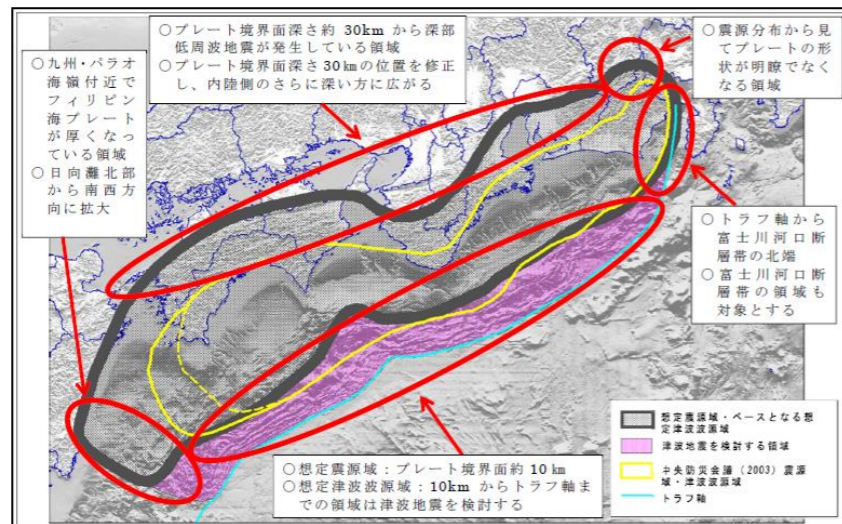 ○プレート境界面深さ約 30km から深部
低周波地震が発生している領域
○プレート境界面深さ30㎞の位置を修正
し、内陸側のさらに深い方に広がる
○震源分布から見
てプレートの形
状が明瞭でなく
なる領域
○九州・パラオ
海嶺付近でフ
ィリピン
海プレート
が厚くなっ
ている領域
○日向灘北部
から南西方
向に拡大
○トラフ軸から
富士川河口断
層帯の北端
○富士川河口断
層帯の領域も
対象とする
○想定震源域：プレート境界面約 10㎞
○想定津波波源域：10km からトラフ軸ま
での領域は津波地震を検討する
想定震源域・ベースとなる想
定津波波源域
津波地震を検討する領域
中央防災会議（2003）震源
域・津波波源域
トラフ軸